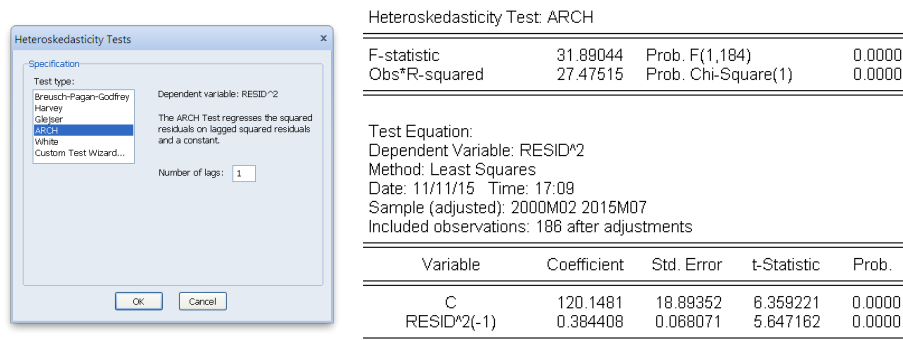 Heteroskedasticity Tests x
Specification
Test type:
Breusch-Pagan-Godfrey
Harvey
Glejser
ARCH
White
Custom Test Wizard...
Dependent variable: RESID^2
The ARCH Test regresses the squared
residuals on lagged squared residuals
and a constant.
Number of lags: 1
OK Cancel
Heteroskedasticity Test: ARCH
F-statistic 31.89044 Prob. F(1,184) 0.0000
Obs*R-squared 27.47515 Prob. Chi-Square(1) 0.0000
Test Equation:
Dependent Variable: RESID^2
Method: Least Squares
Date: 11/11/15 Time: 17:09
Sample (adjusted): 2000M02 2015M07
Included observations: 186 after adjustments
Variable Coefficient Std. Error t-Statistic Prob.
C 120.1481 18.89352 6.359221 0.0000
RESID^2(-1) 0.384408 0.068071 5.647162 0.0000